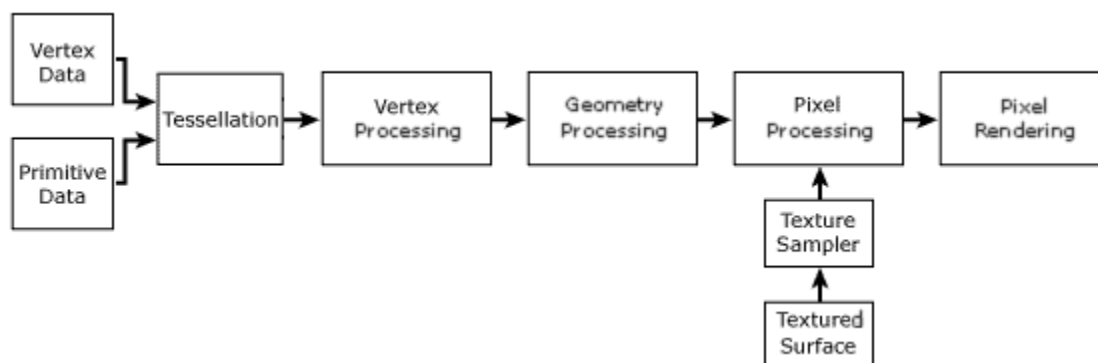 Vertex
Data
Primitive
Data
Tessellation
Vertex
Processing
Geometry
Processing
Pixel
Processing
Pixel
Rendering
Texture
Sampler
Textured
Surface